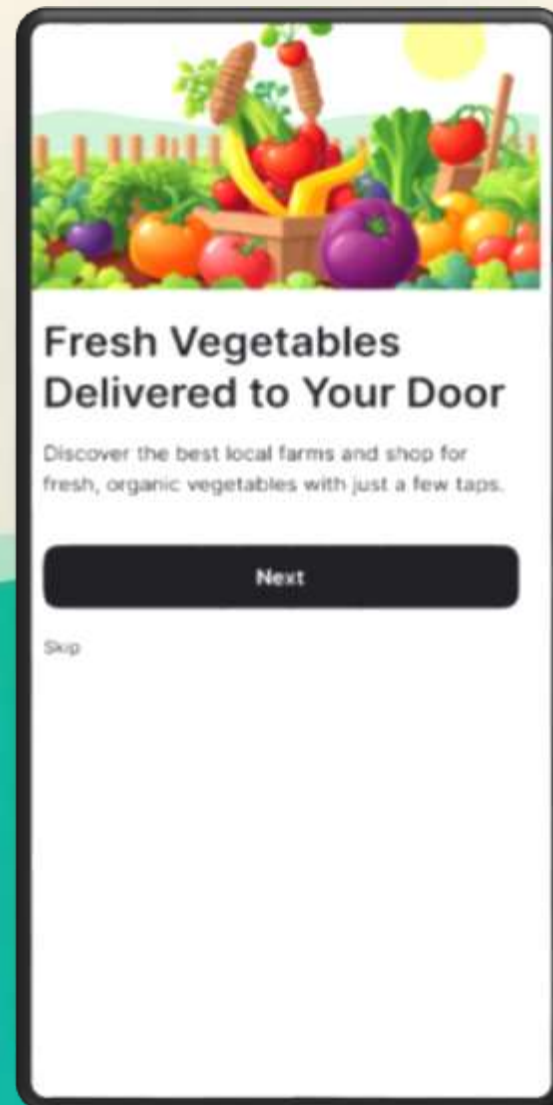 Fresh Vegetables
Delivered to Your Door
Discover the best local farms and shop for
fresh, organic vegetables with just a few taps.
Next
Skip